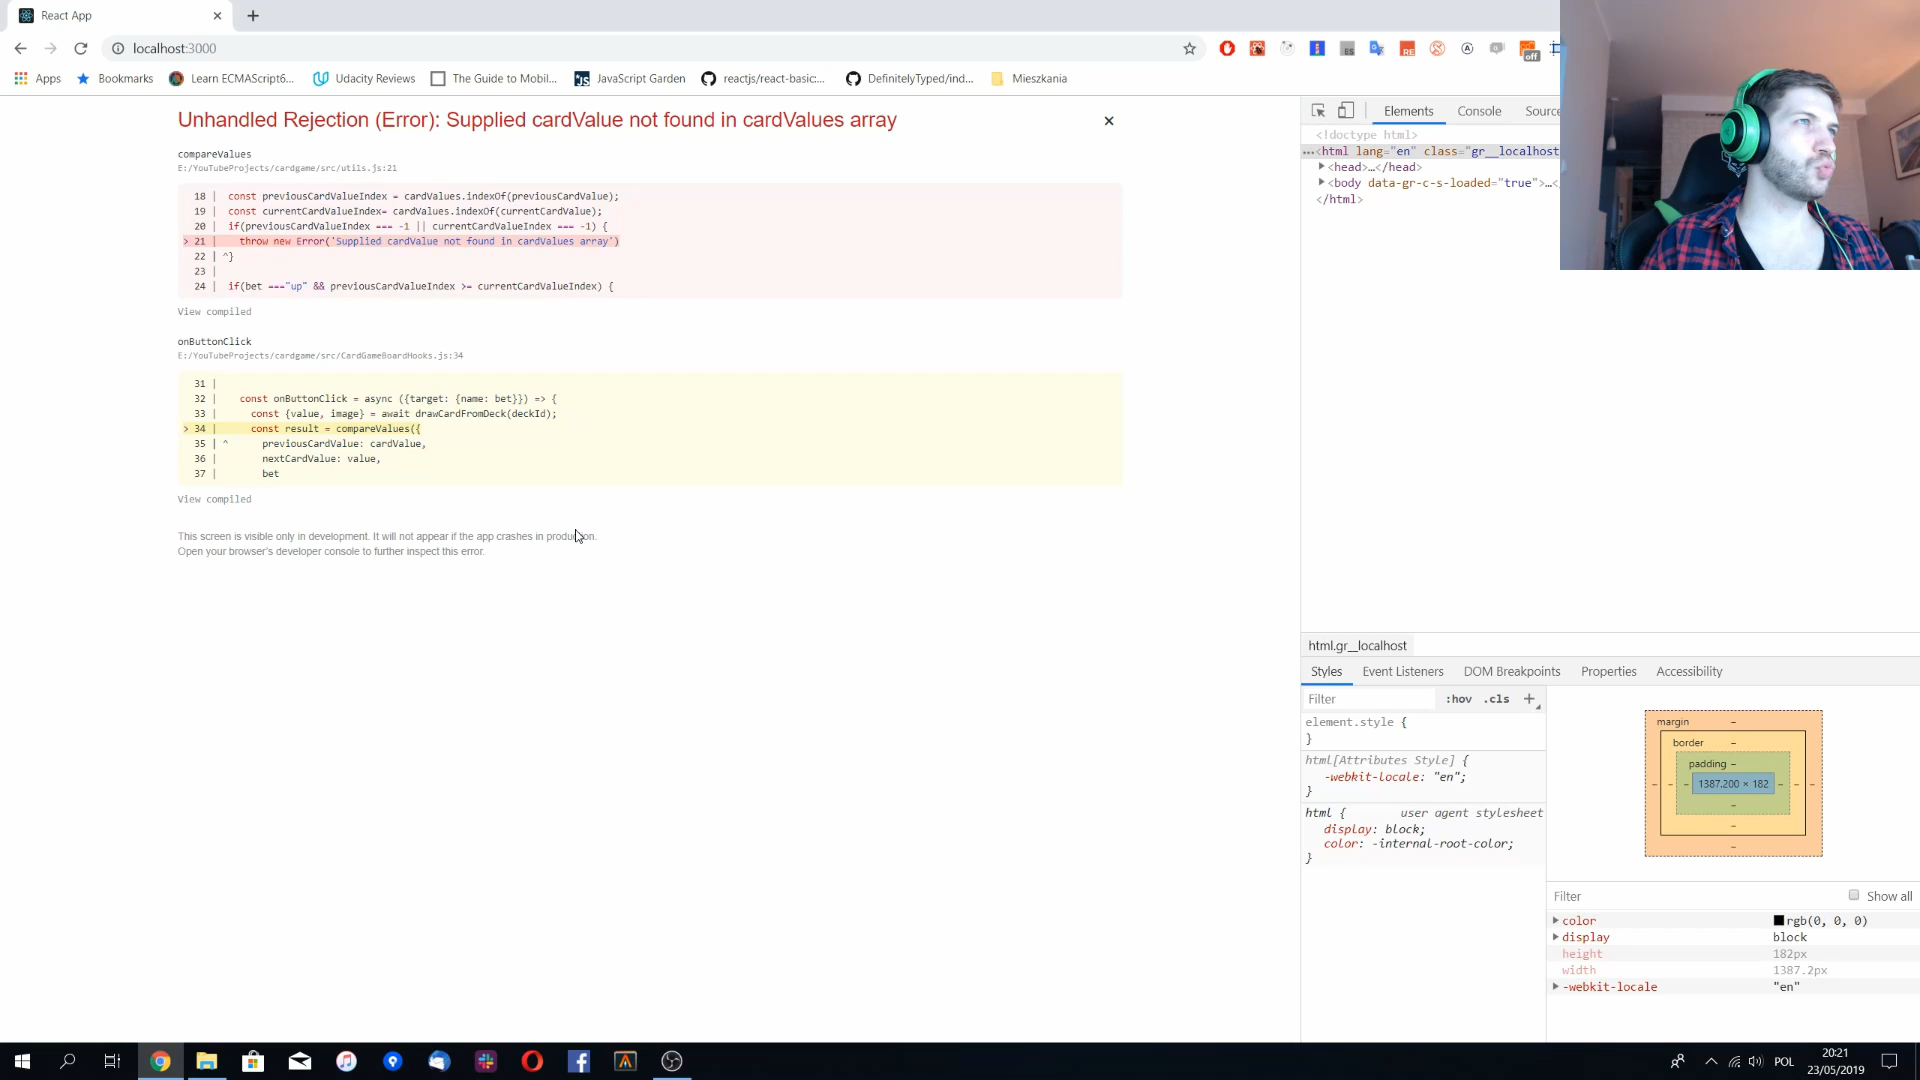 React App
localhost:3000
ES
RE
off
Apps
Bookmarks
Learn ECMAScript6...
Udacity Reviews
The Guide to Mobil...
JavaScript Garden
reactjs/react-basic:...
DefinitelyTyped/ind...
Mieszkania
Unhandled Rejection (Error): Supplied cardValue not found in cardValues array
compareValues
E:/YouTubeProjects/cardgame/src/utils.js:21
18 | const previousCardValueIndex = cardValues.indexOf(previousCardValue);
19 | const currentCardValueIndex= cardValues.indexOf(currentCardValue);
20 | if(previousCardValueIndex === -1 || currentCardValueIndex === -1) {
> 21 | throw new Error('Supplied cardValue not found in cardValues array')
22 | ^}
23 |
24 | if(bet ==="up" && previousCardValueIndex >= currentCardValueIndex) {
View compiled
onButtonClick
E:/YouTubeProjects/cardgame/src/CardGameBoardHooks.js:34
31 |
32 | const onButtonClick = async ({target: {name: bet}}) => {
33 | const {value, image} = await drawCardFromDeck(deckId);
> 34 | const result = compareValues({
35 | ^ previousCardValue: cardValue,
36 | nextCardValue: value,
37 | bet
View compiled
This screen is visible only in development. It will not appear if the app crashes in production.
Open your browser's developer console to further inspect this error.
Elements Console Source
<!doctype html>
...<html lang="en" class="gr__localhost
<head>…</head>
<body data-gr-c-s-loaded="true">…</
</html>
html.gr__localhost
Styles Event Listeners DOM Breakpoints Properties Accessibility
Filter :hov .cls +
element.style {
}
html[Attributes Style] {
-webkit-locale: "en";
}
html { user agent stylesheet
display: block;
color: -internal-root-color;
}
margin –
border –
padding –
1387.200 × 182
Filter Show all
color rgb(0, 0, 0)
display block
height 182px
width 1387.2px
-webkit-locale "en"
POL
20:21
23/05/2019